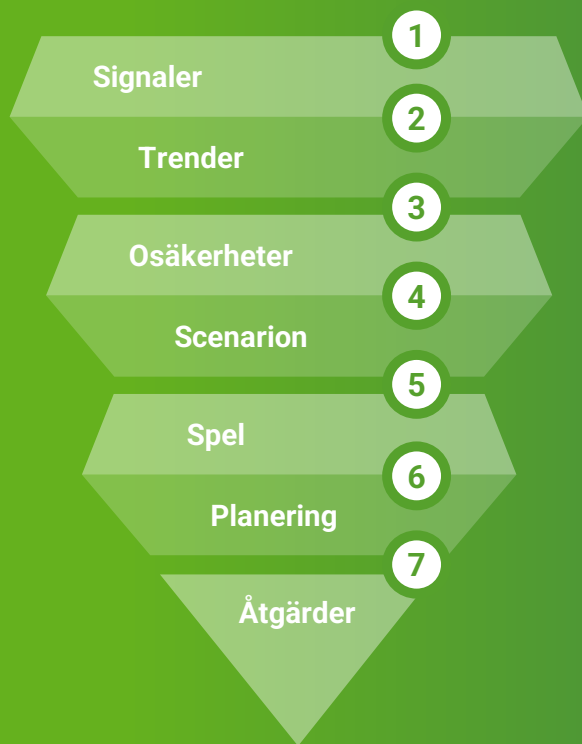 1
Signaler
2
Trender
3
Osäkerheter
4
Scenarion
5
Spel
6
Planering
7
Åtgärder